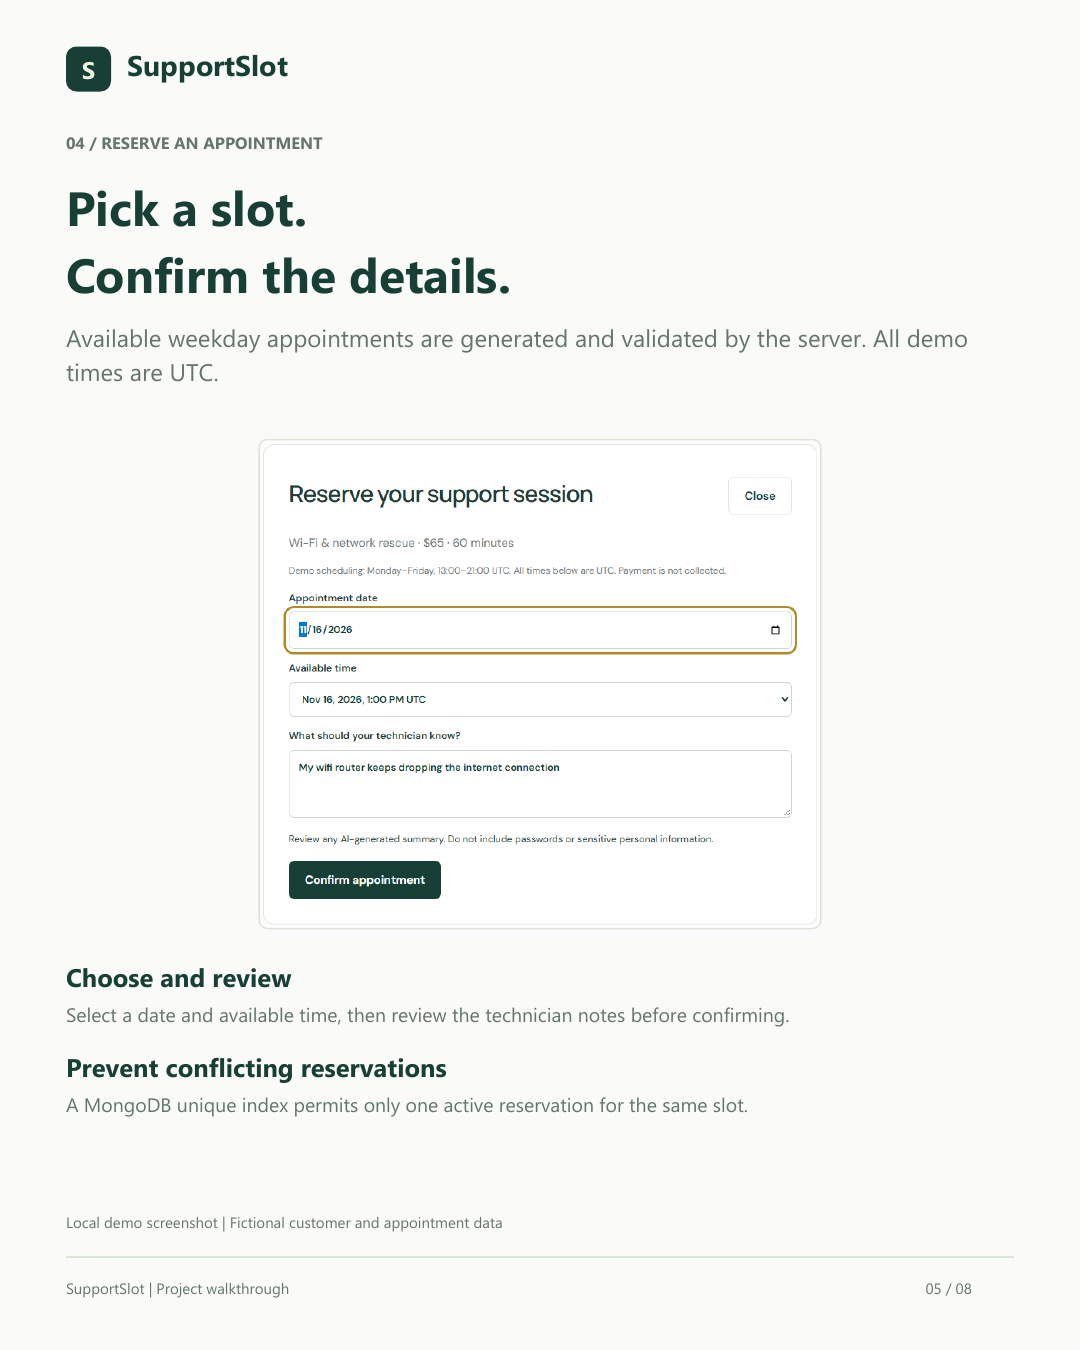 S SupportSlot
04 / RESERVE AN APPOINTMENT
Pick a slot.
Confirm the details.
Available weekday appointments are generated and validated by the server. All demo
times are UTC.
Reserve your support session
Close
Wi-Fi & network rescue · $65 · 60 minutes
Demo scheduling: Monday–Friday, 13:00–21:00 UTC. All times below are UTC. Payment is not collected.
Appointment date
11/16/2026
Available time
Nov 16, 2026, 1:00 PM UTC
What should your technician know?
My wifi router keeps dropping the internet connection
Review any AI-generated summary. Do not include passwords or sensitive personal information.
Confirm appointment
Choose and review
Select a date and available time, then review the technician notes before confirming.
Prevent conflicting reservations
A MongoDB unique index permits only one active reservation for the same slot.
Local demo screenshot | Fictional customer and appointment data
SupportSlot | Project walkthrough
05 / 08